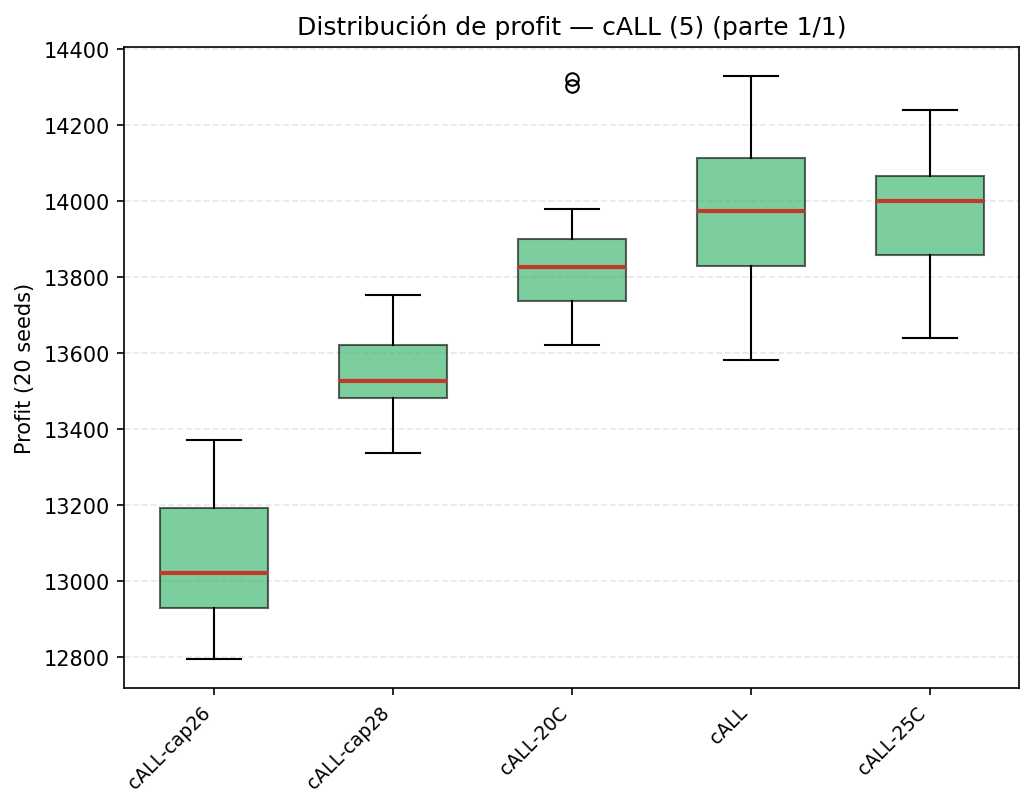 Distribución de profit — cALL (5) (parte 1/1)
Profit (20 seeds)
14400
14200
14000
13800
13600
13400
13200
13000
12800
cALL-cap26
cALL-cap28
cALL-20C
cALL
cALL-25C